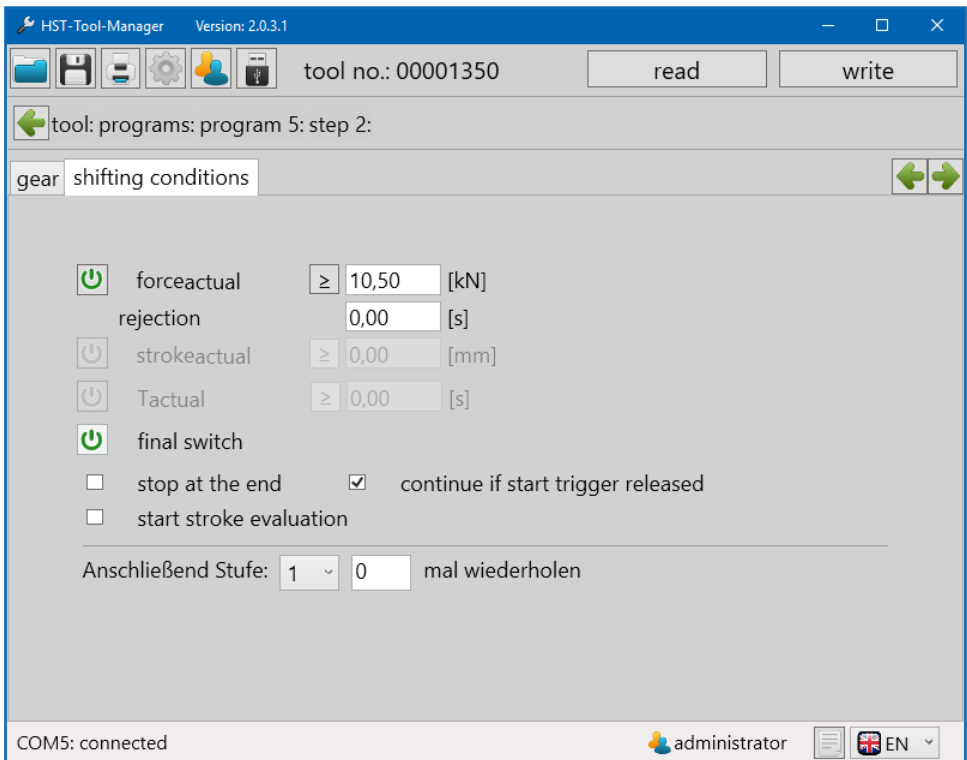 HST-Tool-Manager Version: 2.0.3.1
tool no.: 00001350 read write
tool: programs: program 5: step 2:
gear shifting conditions
forceactual ≥ 10,50 [kN]
rejection 0,00 [s]
strokeactual ≥ 0,00 [mm]
Tactual ≥ 0,00 [s]
final switch
stop at the end continue if start trigger released
start stroke evaluation
Anschließend Stufe: 1 0 mal wiederholen
COM5: connected administrator EN